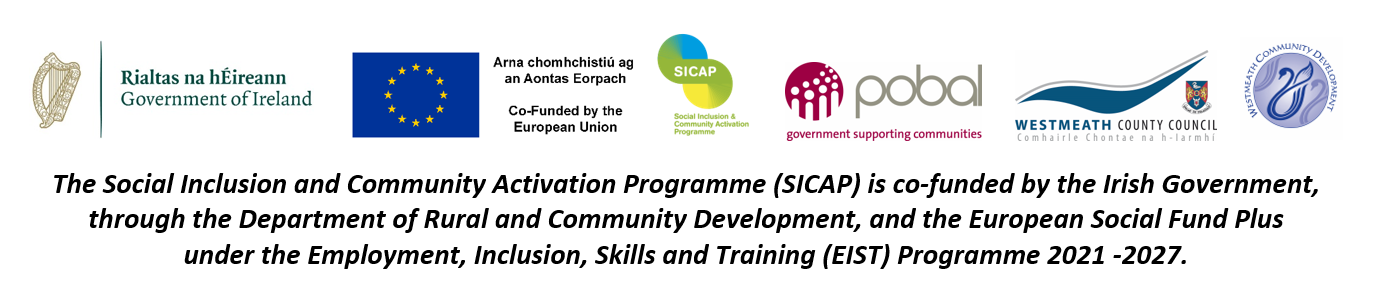 Rialtas na hÉireann
Government of Ireland
Arna chomhchistiú ag
an Aontas Eorpach
Co-Funded by the
European Union
SICAP
Social Inclusion &
Community Activation
Programme
pobal
government supporting communities
WESTMEATH COUNTY COUNCIL
Comhairle Chontae na h-Iarmhi
WESTMEATH COMMUNITY DEVELOPMENT
The Social Inclusion and Community Activation Programme (SICAP) is co-funded by the Irish Government,
through the Department of Rural and Community Development, and the European Social Fund Plus
under the Employment, Inclusion, Skills and Training (EIST) Programme 2021 -2027.